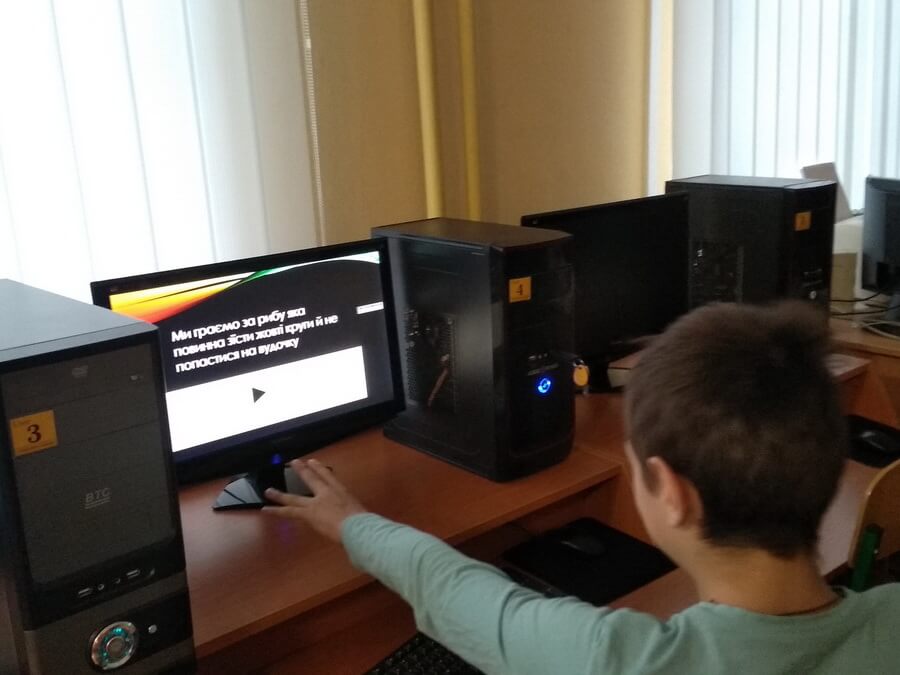 Ми граємо за рибу яка
повинна зїсти жовті круги й не
попастися на вудочку
3
BTC
4